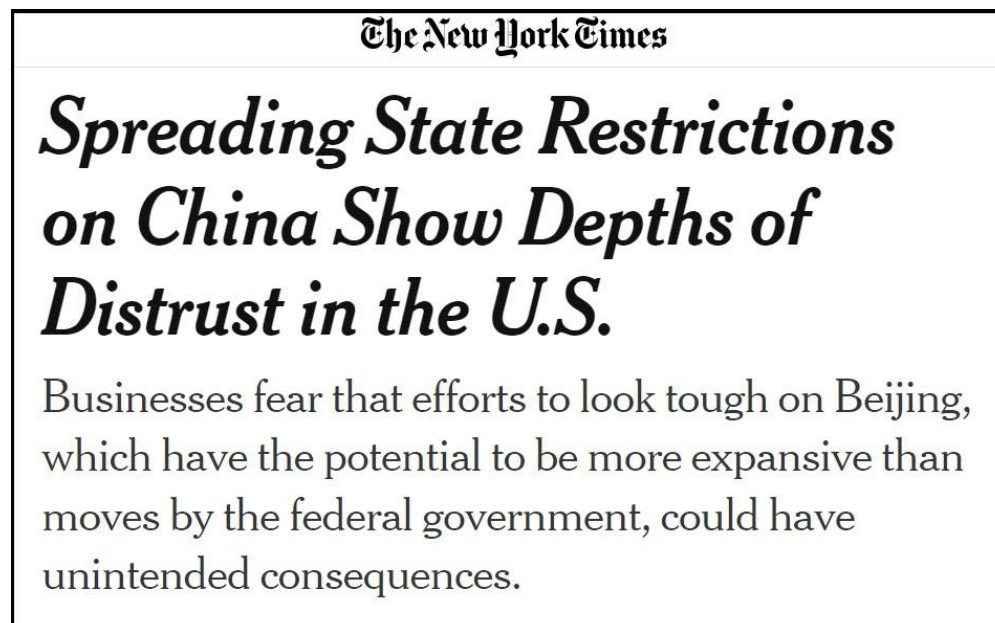 The New York Times
Spreading State Restrictions
on China Show Depths of
Distrust in the U.S.
Businesses fear that efforts to look tough on Beijing,
which have the potential to be more expansive than
moves by the federal government, could have
unintended consequences.